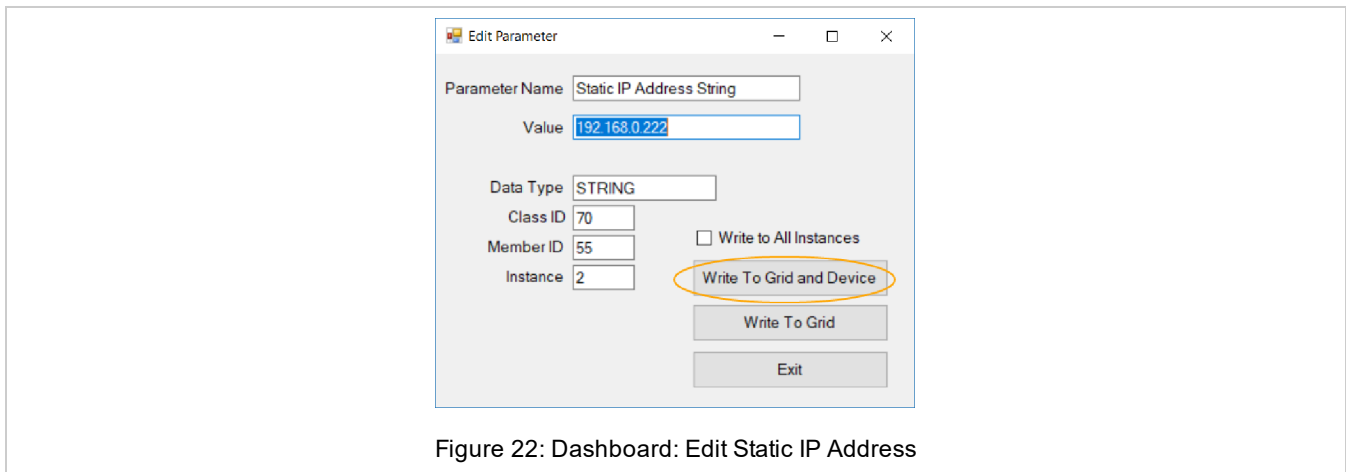 Edit Parameter
Parameter Name Static IP Address String
Value 192.168.0.222
Data Type STRING
Class ID 70
Member ID 55
Instance 2
Write to All Instances
Write To Grid and Device
Write To Grid
Exit
Figure 22: Dashboard: Edit Static IP Address